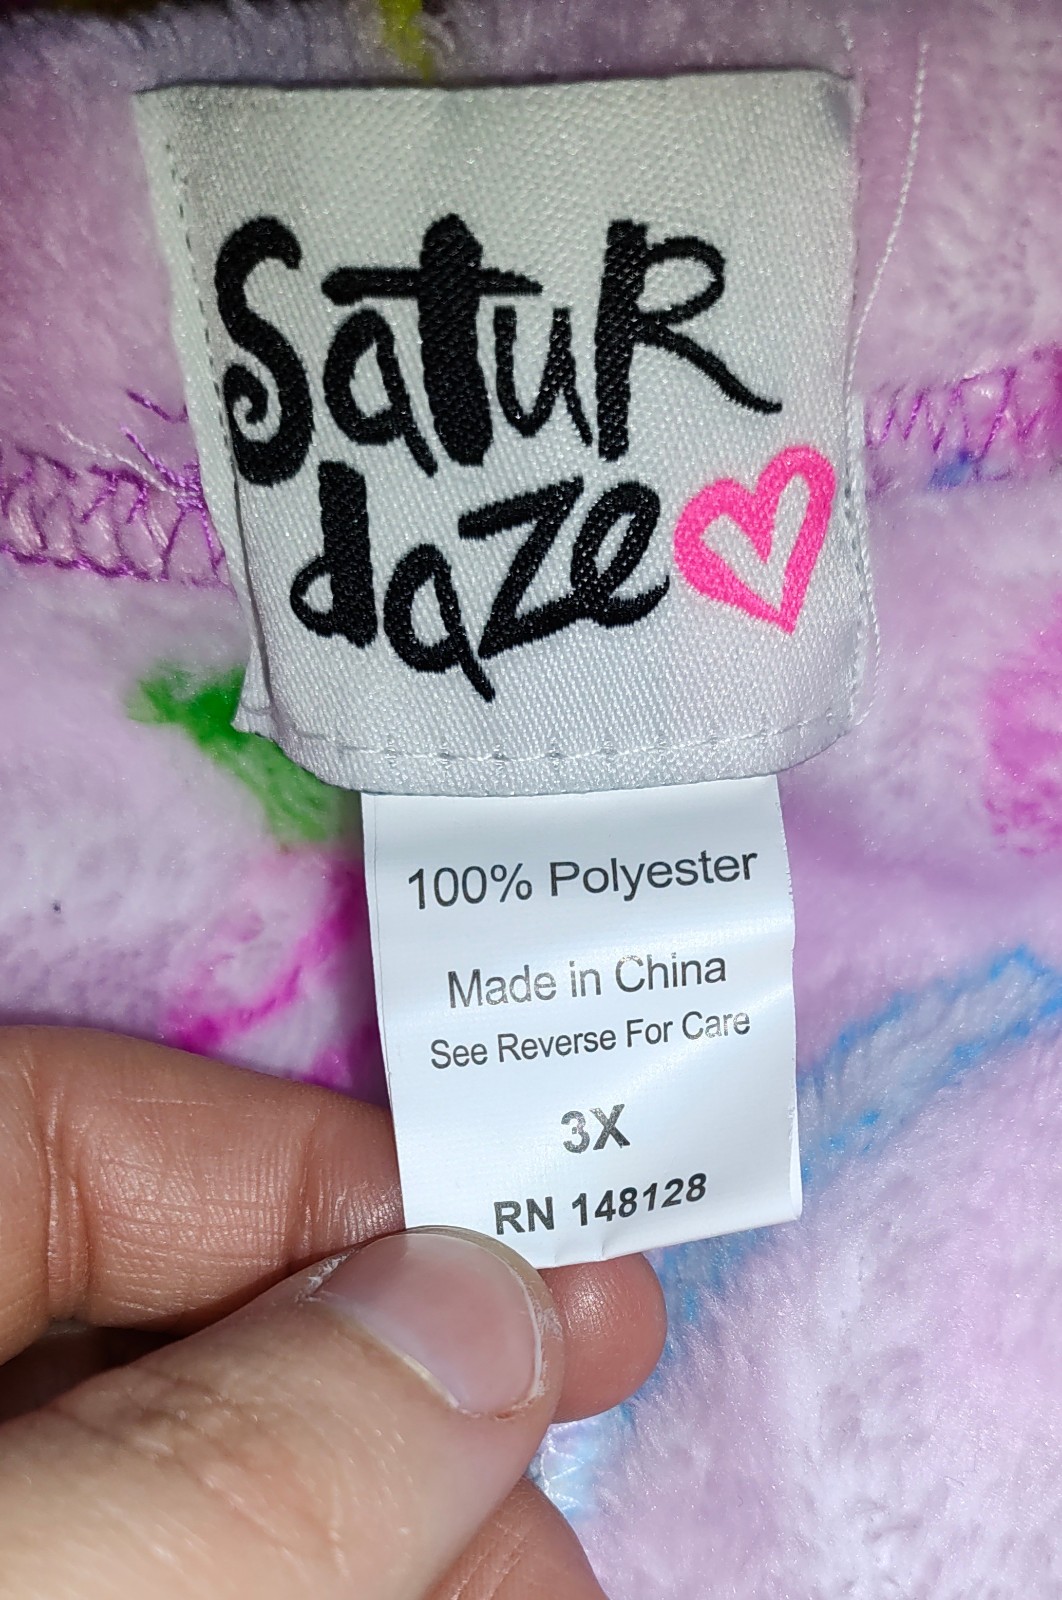 SatuR
daze
100% Polyester
Made in China
See Reverse For Care
3X
RN 148128